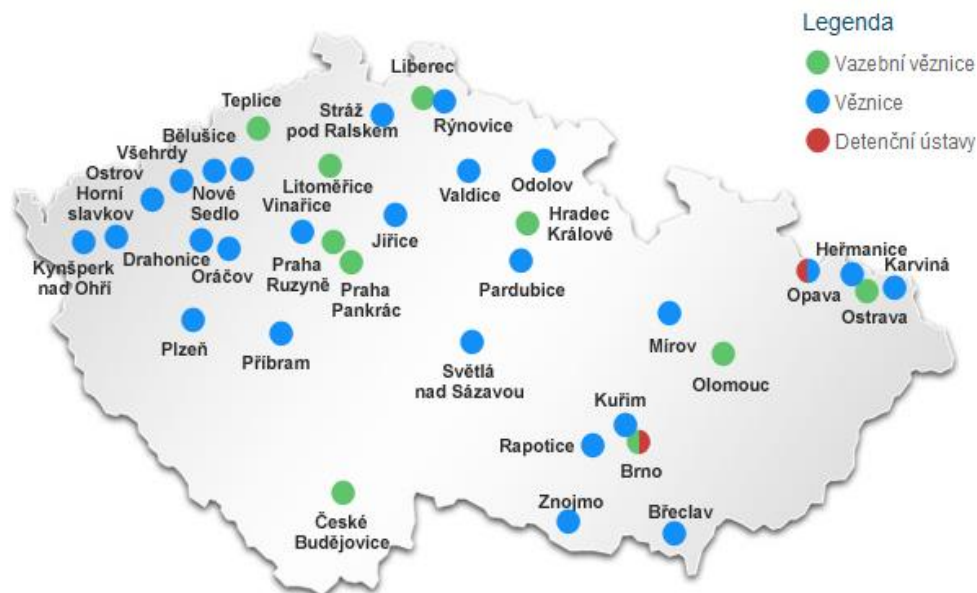 Legenda
Vazební věznice
Věznice
Detenční ústavy
Liberec
Teplice
Stráž
pod Ralskem
Rýnovice
Bělušice
Všehrdy
Ostrov
Horní
slavkov
Nové
Sedlo
Litoměřice
Vinařice
Valdice
Odolov
Hradec
Králové
Jiřice
Kynšperk
nad Ohří
Drahonice
Oráčov
Praha
Ruzyně
Praha
Pankrác
Pardubice
Heřmanice
Karviná
Opava
Ostrava
Plzeň
Příbram
Světlá
nad Sázavou
Mírov
Olomouc
Kuřim
Rapotice
Brno
Znojmo
Břeclav
České
Budějovice